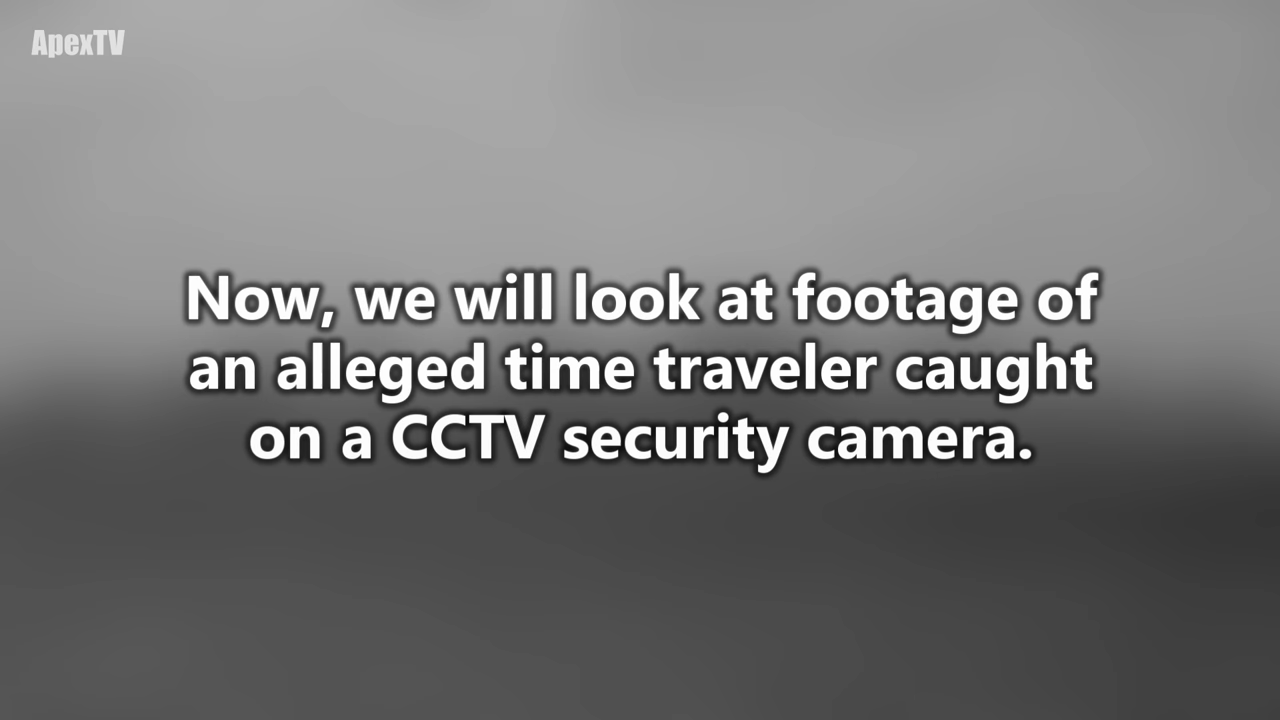 ApexTV
Now, we will look at footage of
an alleged time traveler caught
on a CCTV security camera.